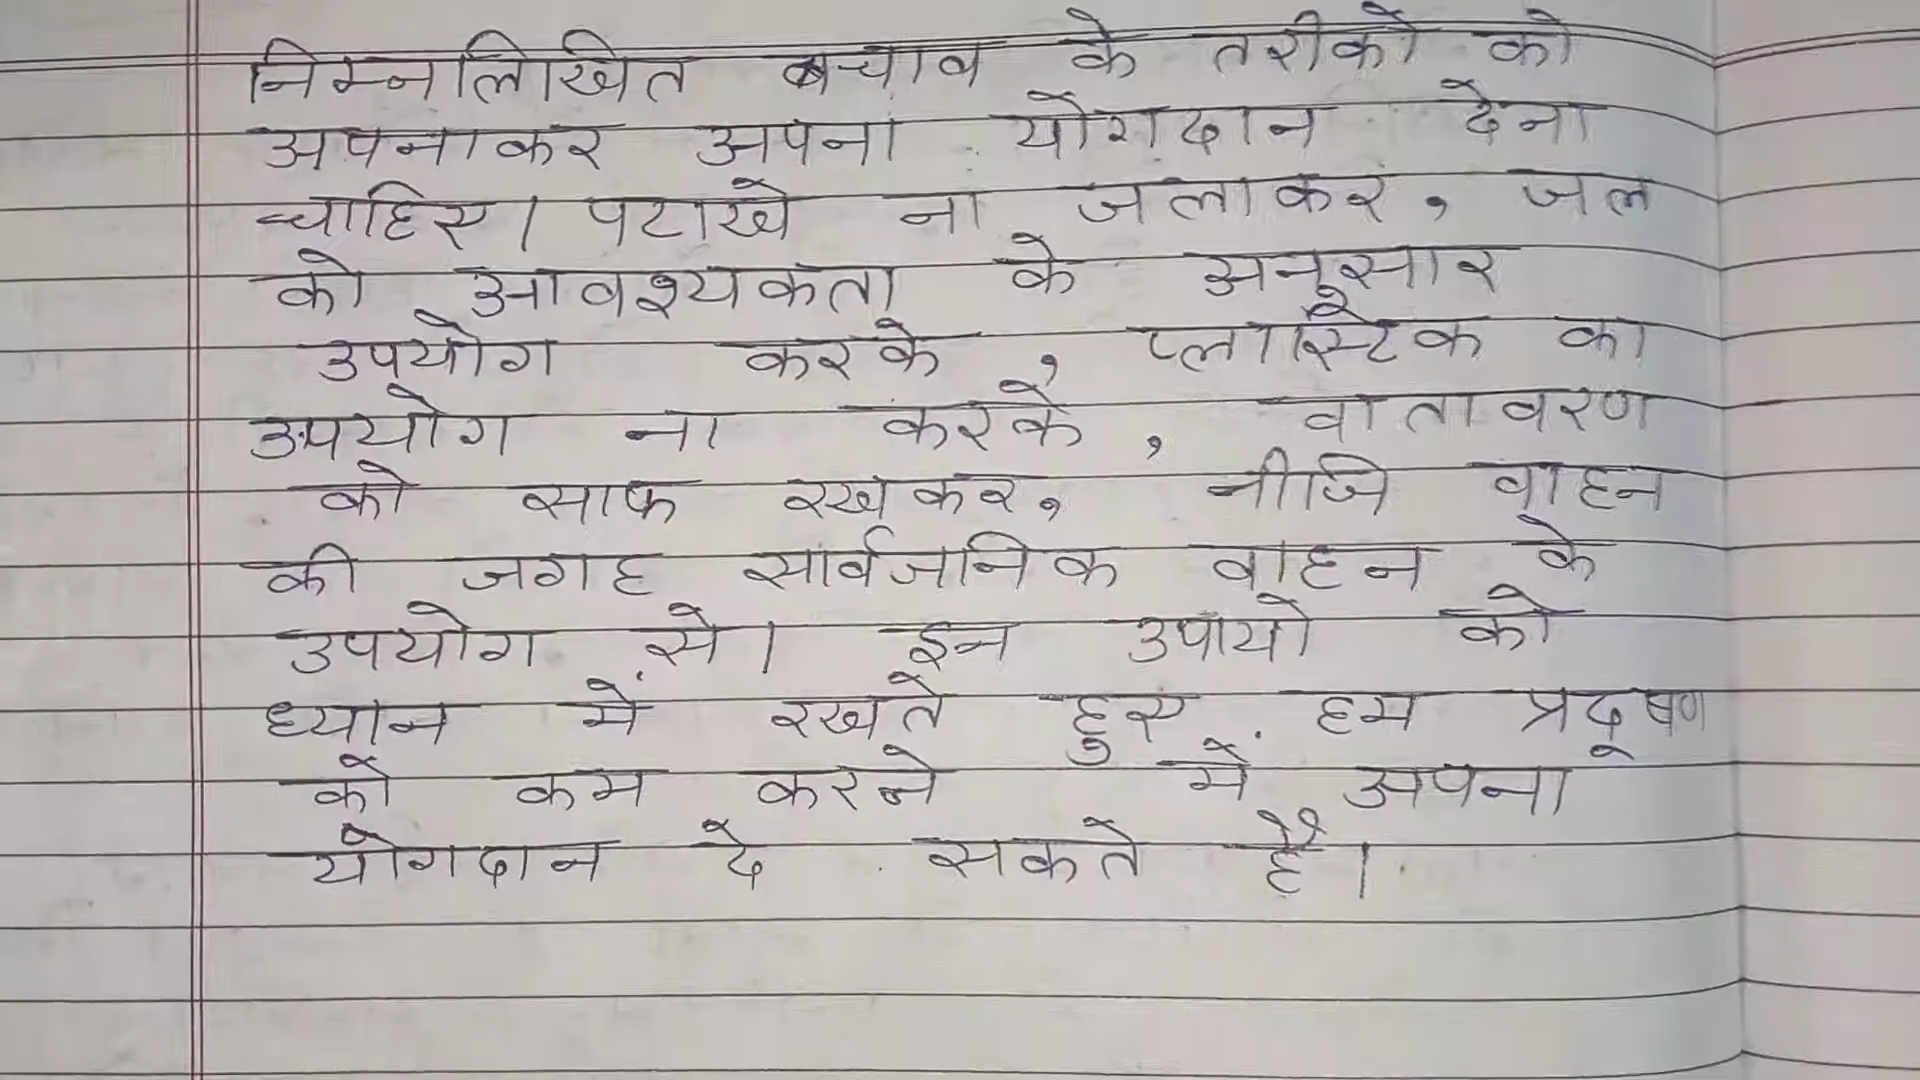 निम्नलिखित बचाव के तरीको को
अपनाकर अपना योगदान देना
चाहिए। पटाखे ना जलाकर, जल
को आवश्यकता के अनूसार
उपयोग करके, प्लास्टिक का
उपयोग ना करके, वातावरण
को साफ रखकर, नीजि वाहन
की जगह सार्वजनिक वाहन के
उपयोग से। इन उपायो को
ध्यान में रखते हुए हम प्रदूषण
को कम करने में अपना
योगदान दे सकते है।